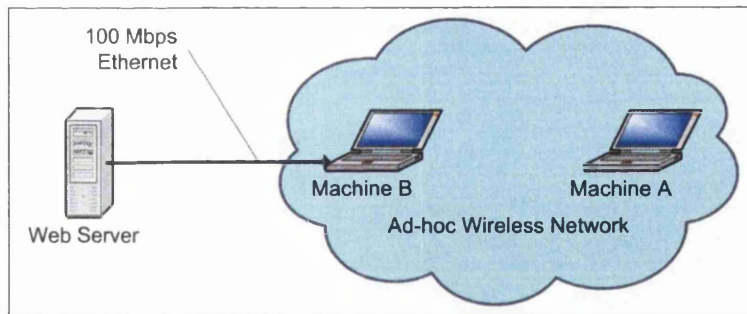 100 Mbps
Ethernet
Machine B
Machine A
Ad-hoc Wireless Network
Web Server